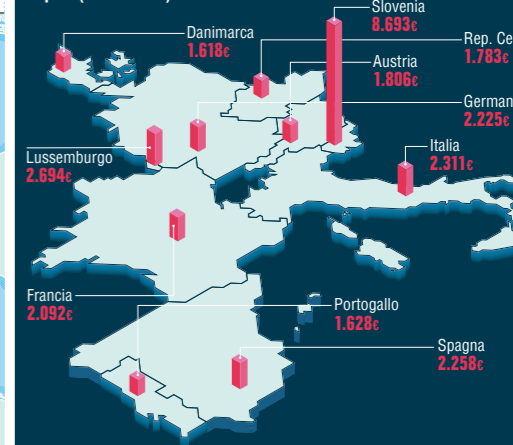 Slovenia
8.693€
Danimarca
1.618€
Rep. Ce
1.783€
Austria
1.806€
German
2.225€
Italia
2.311€
Lussemburgo
2.694€
Francia
2.092€
Portogallo
1.628€
Spagna
2.258€